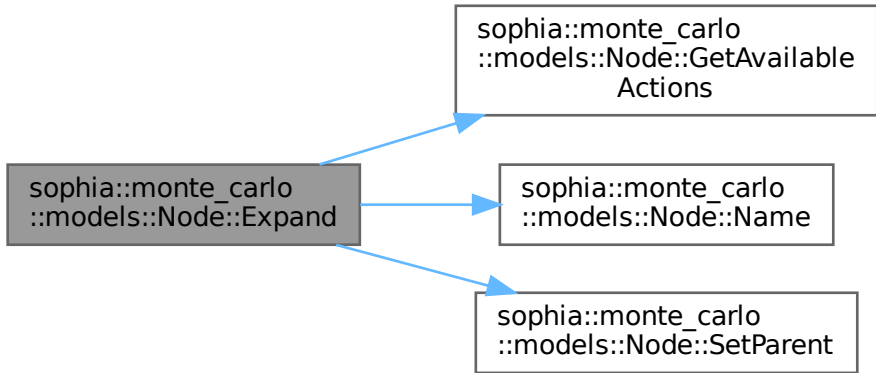 sophia::monte_carlo
::models::Node::GetAvailable
Actions
sophia::monte_carlo
::models::Node::Expand
sophia::monte_carlo
::models::Node::Name
sophia::monte_carlo
::models::Node::SetParent